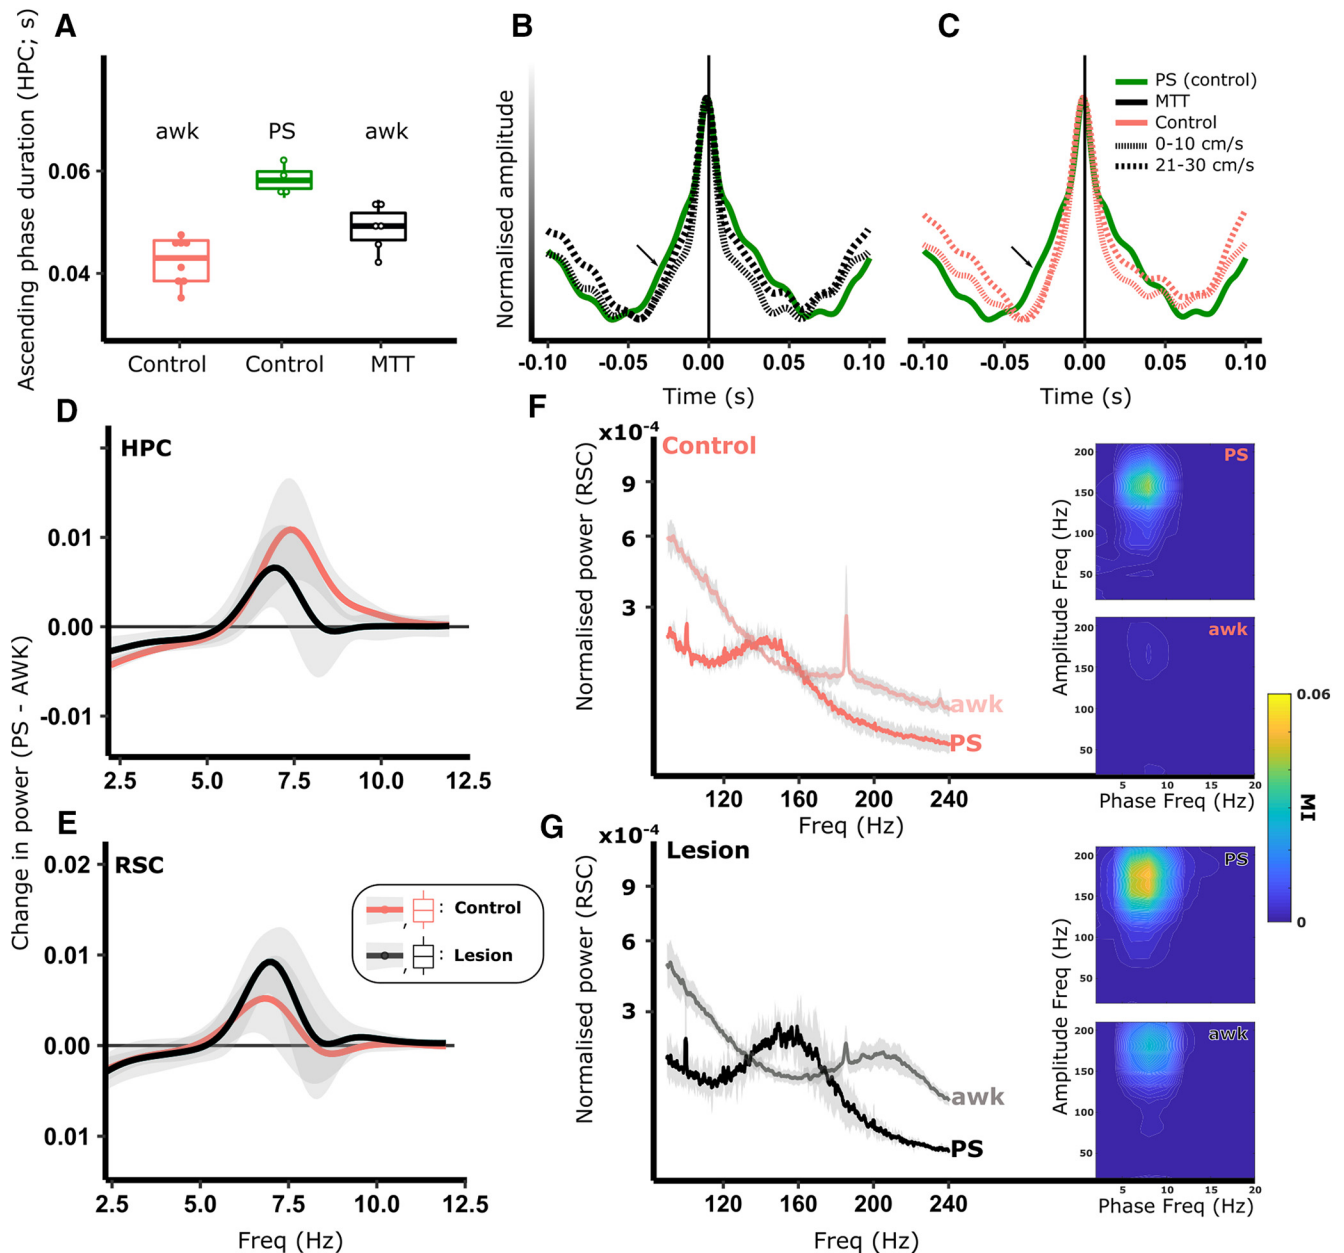 A
Ascending phase duration (HPC; s)
0.06
0.04
awk
PS
awk
Control
Control
MTT
B
Normalised amplitude
-0.10
-0.05
0.00
0.05
0.10
Time (s)
C
PS (control)
MTT
Control
0-10 cm/s
21-30 cm/s
-0.10
-0.05
0.00
0.05
0.10
Time (s)
D
HPC
Change in power (PS - AWK)
0.01
0.00
-0.01
2.5
5.0
7.5
10.0
12.5
E
RSC
0.02
0.01
0.00
0.01
, : Control
, : Lesion
2.5
5.0
7.5
10.0
12.5
Freq (Hz)
F
x10-4
Control
Normalised power (RSC)
9
6
3
awk
PS
120
160
200
240
Freq (Hz)
Amplitude Freq (Hz)
200
150
100
50
PS
200
150
100
50
awk
5
10
15
20
Phase Freq (Hz)
0.06
MI
0
G
x10-4
Lesion
Normalised power (RSC)
9
6
3
awk
PS
120
160
200
240
Freq (Hz)
Amplitude Freq (Hz)
200
150
100
50
PS
200
150
100
50
awk
5
10
15
20
Phase Freq (Hz)